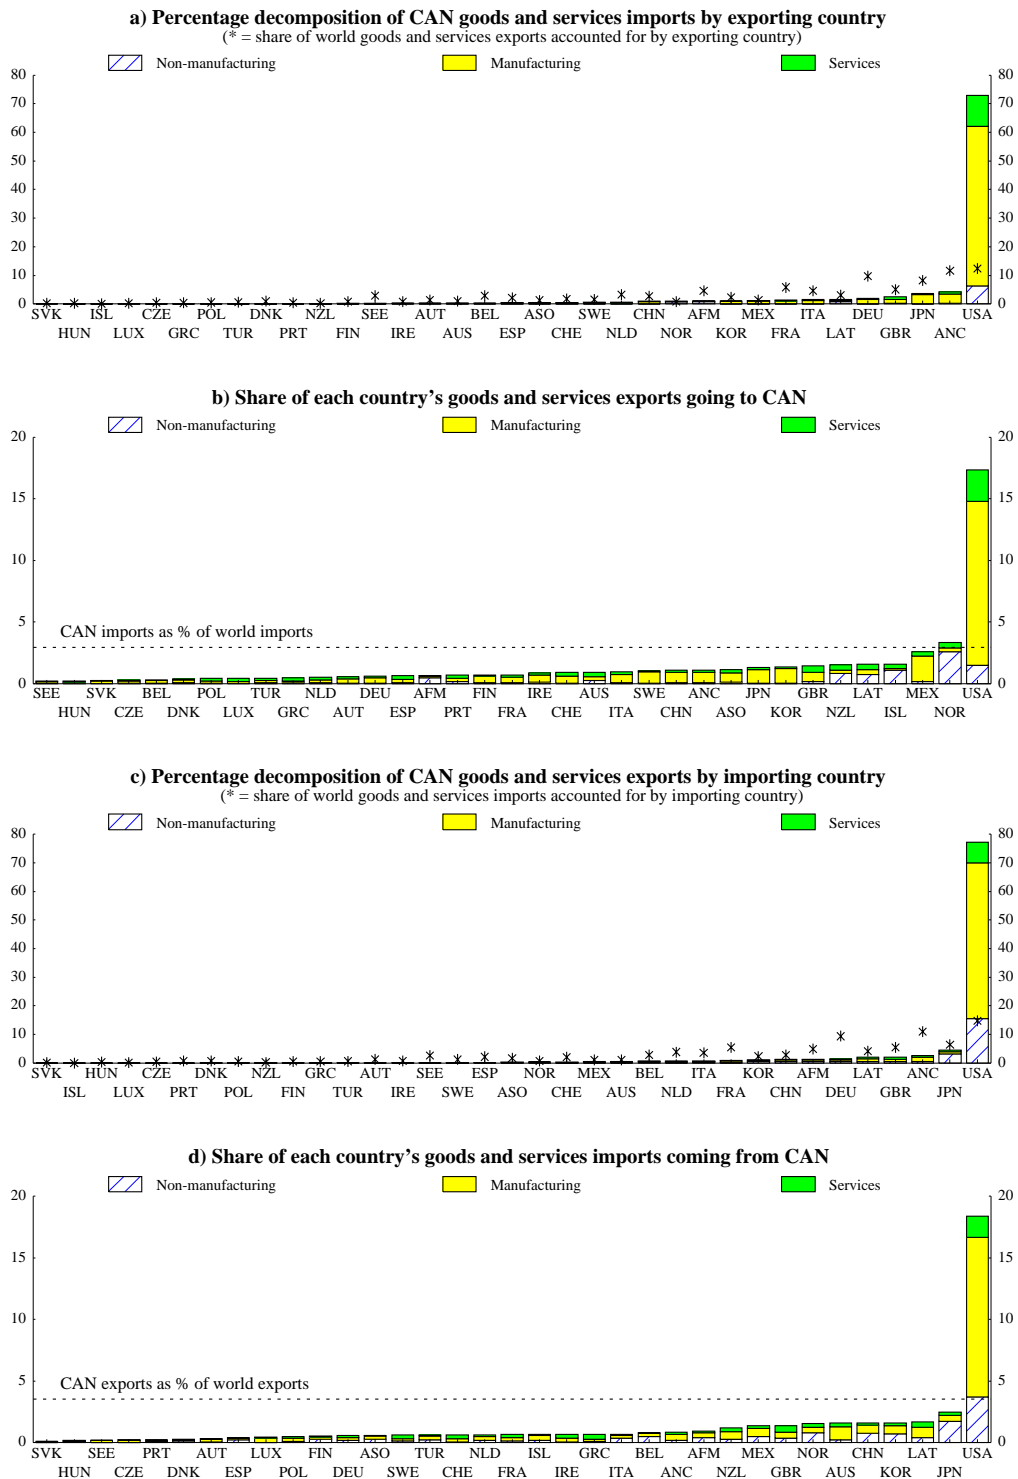 a) Percentage decomposition of CAN goods and services imports by exporting country
(* = share of world goods and services exports accounted for by exporting country)
Non-manufacturing Manufacturing Services
80 80
70 70
60 60
50 50
40 40
30 30
20 20
10 10
0 0
SVK ISL CZE POL DNK NZL SEE AUT BEL ASO SWE CHN AFM MEX ITA DEU JPN USA
HUN LUX GRC TUR PRT FIN IRE AUS ESP CHE NLD NOR KOR FRA LAT GBR ANC
b) Share of each country’s goods and services exports going to CAN
Non-manufacturing Manufacturing Services
20 20
15 15
10 10
5 5
CAN imports as % of world imports
0 0
SEE SVK BEL POL TUR NLD DEU AFM FIN IRE AUS SWE ANC JPN GBR LAT MEX USA
HUN CZE DNK LUX GRC AUT ESP PRT FRA CHE ITA CHN ASO KOR NZL ISL NOR
c) Percentage decomposition of CAN goods and services exports by importing country
(* = share of world goods and services imports accounted for by importing country)
Non-manufacturing Manufacturing Services
80 80
70 70
60 60
50 50
40 40
30 30
20 20
10 10
0 0
SVK HUN CZE DNK NZL GRC AUT SEE ESP NOR MEX BEL ITA KOR AFM LAT ANC USA
ISL LUX PRT POL FIN TUR IRE SWE ASO CHE AUS NLD FRA CHN DEU GBR JPN
d) Share of each country’s goods and services imports coming from CAN
Non-manufacturing Manufacturing Services
20 20
15 15
10 10
5 5
CAN exports as % of world exports
0 0
SVK SEE PRT AUT LUX FIN ASO TUR NLD ISL GRC BEL AFM MEX NOR CHN LAT USA
HUN CZE DNK ESP POL DEU SWE CHE FRA IRE ITA ANC NZL GBR AUS KOR JPN